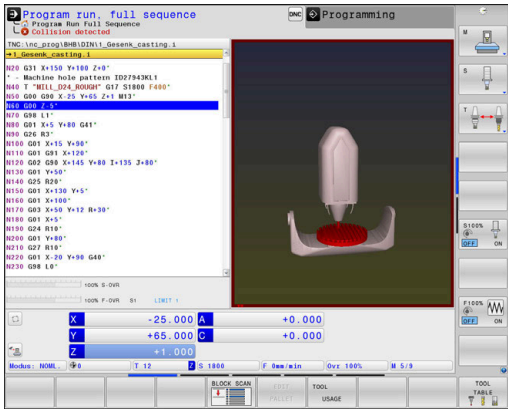 Program run, full sequence
DNC
Programming
Program Run Full Sequence
Collision detected
TNC:\nc_prog\BHB\DIN\1_Gesenk_casting.i
→1_Gesenk_casting.i
N20 G31 X+150 Y+100 Z+0*
* - Machine hole pattern ID27943KL1
N40 T "MILL_D24_ROUGH" G17 S1800 F400*
N50 G00 G90 X-25 Y+65 Z+1 M13*
N60 G00 Z-5*
N70 G98 L1*
N80 G01 X+5 Y+80 G41*
N90 G26 R3*
N100 G01 X+15 Y+90*
N110 G01 G91 X+120*
N120 G02 G90 X+145 Y+80 I+135 J+80*
N130 G01 Y+50*
N140 G25 R20*
N150 G01 X+130 Y+5*
N160 G01 X+100*
N170 G03 X+50 Y+12 R+30*
N180 G01 X+5*
N190 G24 R10*
N200 G01 Y+80*
N210 G27 R10*
N220 G01 X-20 Y+90 G40*
N230 G98 L0*
100% S-OVR
100% F-OVR S1 LIMIT 1
X -25.000 A +0.000
Y +65.000 C +0.000
Z +1.000
Modus: NOML. 0 T 12 Z S 1800 F 0mm/min Ovr 100% M 5/9
BLOCK SCAN
EDIT
PALLET
TOOL
USAGE
TOOL
TABLE
M
S
T
S100%
OFF ON
F100%
OFF ON